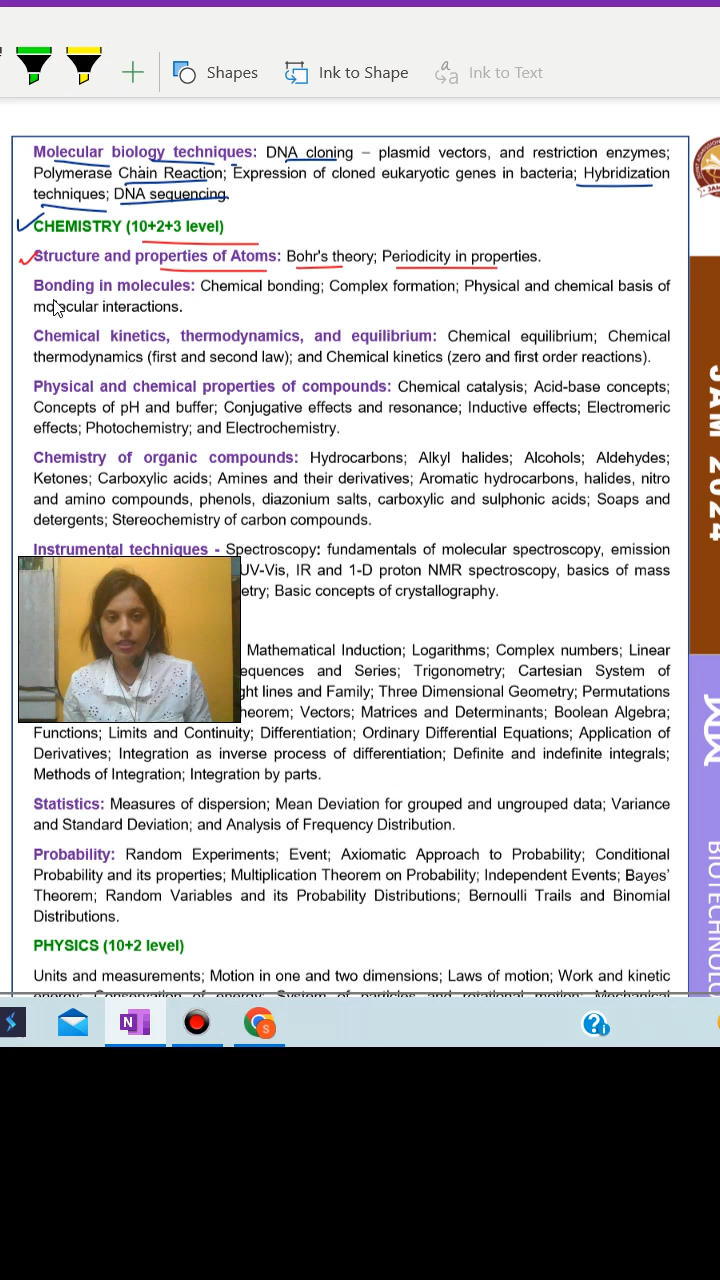 Shapes Ink to Shape Ink to Text
Molecular biology techniques: DNA cloning – plasmid vectors, and restriction enzymes;
Polymerase Chain Reaction; Expression of cloned eukaryotic genes in bacteria; Hybridization
techniques; DNA sequencing.
CHEMISTRY (10+2+3 level)
Structure and properties of Atoms: Bohr's theory; Periodicity in properties.
Bonding in molecules: Chemical bonding; Complex formation; Physical and chemical basis of
molecular interactions.
Chemical kinetics, thermodynamics, and equilibrium: Chemical equilibrium; Chemical
thermodynamics (first and second law); and Chemical kinetics (zero and first order reactions).
Physical and chemical properties of compounds: Chemical catalysis; Acid-base concepts;
Concepts of pH and buffer; Conjugative effects and resonance; Inductive effects; Electromeric
effects; Photochemistry; and Electrochemistry.
Chemistry of organic compounds: Hydrocarbons; Alkyl halides; Alcohols; Aldehydes;
Ketones; Carboxylic acids; Amines and their derivatives; Aromatic hydrocarbons, halides, nitro
and amino compounds, phenols, diazonium salts, carboxylic and sulphonic acids; Soaps and
detergents; Stereochemistry of carbon compounds.
Instrumental techniques - Spectroscopy: fundamentals of molecular spectroscopy, emission
UV-Vis, IR and 1-D proton NMR spectroscopy, basics of mass
etry; Basic concepts of crystallography.
Mathematical Induction; Logarithms; Complex numbers; Linear
equences and Series; Trigonometry; Cartesian System of
ght lines and Family; Three Dimensional Geometry; Permutations
heorem; Vectors; Matrices and Determinants; Boolean Algebra;
Functions; Limits and Continuity; Differentiation; Ordinary Differential Equations; Application of
Derivatives; Integration as inverse process of differentiation; Definite and indefinite integrals;
Methods of Integration; Integration by parts.
Statistics: Measures of dispersion; Mean Deviation for grouped and ungrouped data; Variance
and Standard Deviation; and Analysis of Frequency Distribution.
Probability: Random Experiments; Event; Axiomatic Approach to Probability; Conditional
Probability and its properties; Multiplication Theorem on Probability; Independent Events; Bayes'
Theorem; Random Variables and its Probability Distributions; Bernoulli Trails and Binomial
Distributions.
PHYSICS (10+2 level)
Units and measurements; Motion in one and two dimensions; Laws of motion; Work and kinetic
energy; Conservation of energy; System of particles and rotational motion; Mechanical
JAM 2024
BIOTECHNOLO